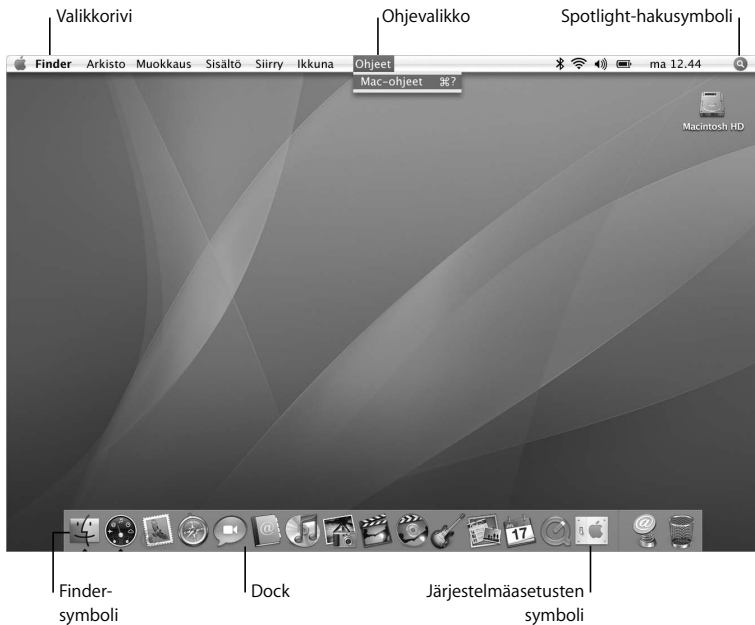 Valikkorivi Ohjevalikko Spotlight-hakusymboli
Finder Arkisto Muokkaus Sisältö Siirry Ikkuna Ohjeet ma 12.44
Mac-ohjeet ⌘?
Macintosh HD
17
Finder-
symboli
Dock
Järjestelmäasetusten
symboli